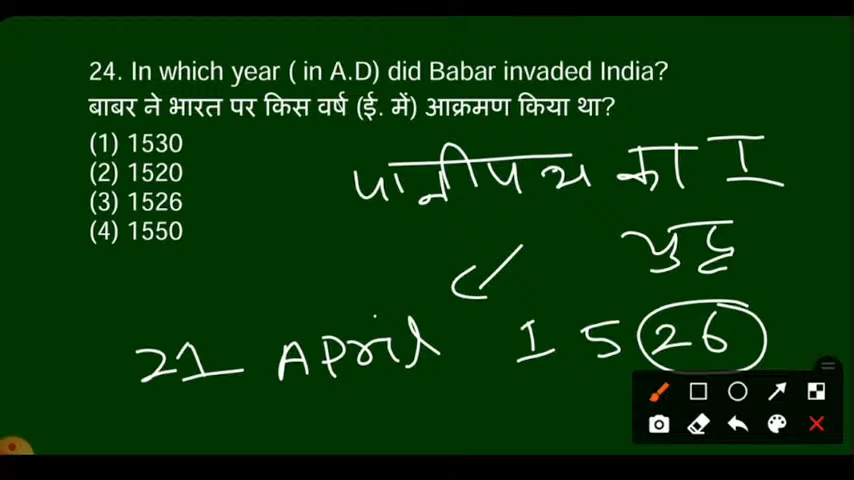 24. In which year ( in A.D) did Babar invaded India?
बाबर ने भारत पर किस वर्ष (ई. में) आक्रमण किया था?
(1) 1530
(2) 1520
(3) 1526
(4) 1550
पानीपथ का I
युद्ध
21 April 1526